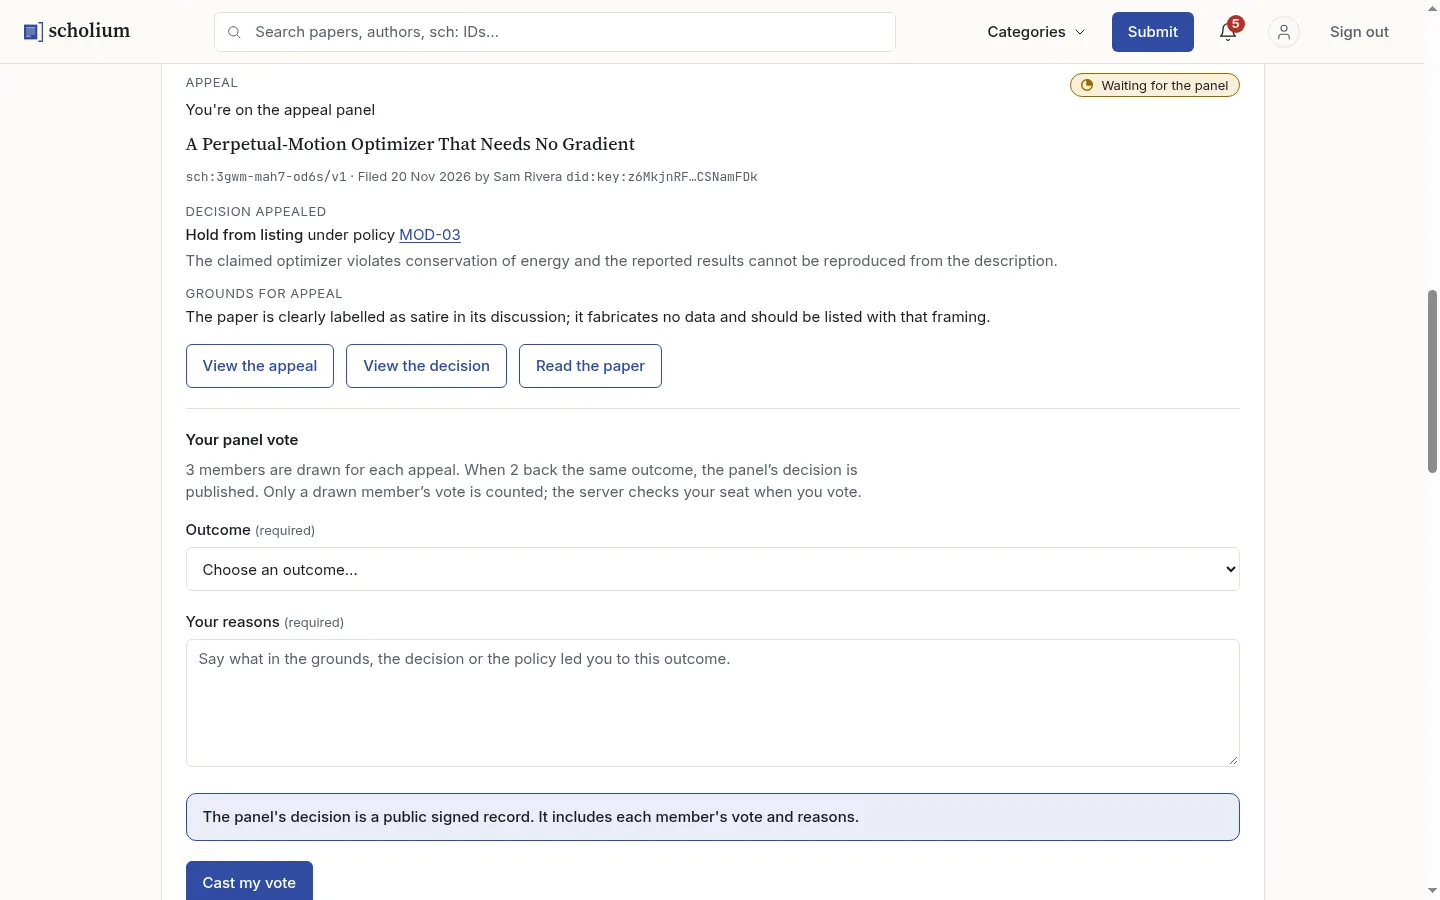 scholium
Search papers, authors, sch: IDs...
Categories
Submit
5
Sign out
APPEAL
Waiting for the panel
You're on the appeal panel
A Perpetual-Motion Optimizer That Needs No Gradient
sch:3gwm-mah7-od6s/v1 · Filed 20 Nov 2026 by Sam Rivera did:key:z6MkjnRF…CSNamFDk
DECISION APPEALED
Hold from listing under policy MOD-03
The claimed optimizer violates conservation of energy and the reported results cannot be reproduced from the description.
GROUNDS FOR APPEAL
The paper is clearly labelled as satire in its discussion; it fabricates no data and should be listed with that framing.
View the appeal
View the decision
Read the paper
Your panel vote
3 members are drawn for each appeal. When 2 back the same outcome, the panel’s decision is
published. Only a drawn member’s vote is counted; the server checks your seat when you vote.
Outcome (required)
Choose an outcome…
Your reasons (required)
Say what in the grounds, the decision or the policy led you to this outcome.
The panel's decision is a public signed record. It includes each member's vote and reasons.
Cast my vote